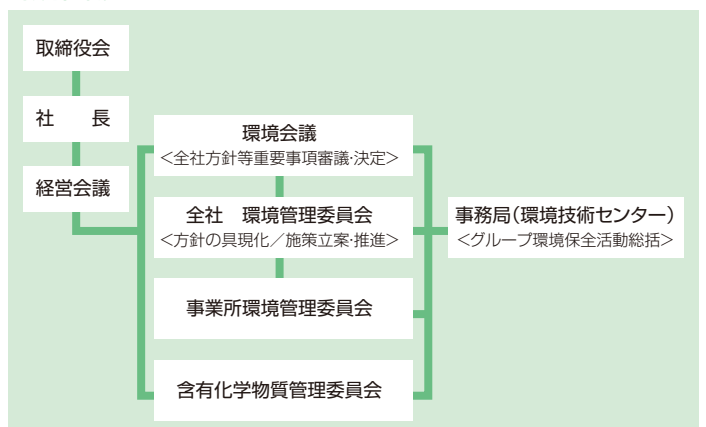 取締役会
社　　長
経営会議
環境会議
<全社方針等重要事項審議・決定>
全社　環境管理委員会
<方針の具現化／施策立案・推進>
事業所環境管理委員会
含有化学物質管理委員会
事務局(環境技術センター)
<グループ環境保全活動総括>